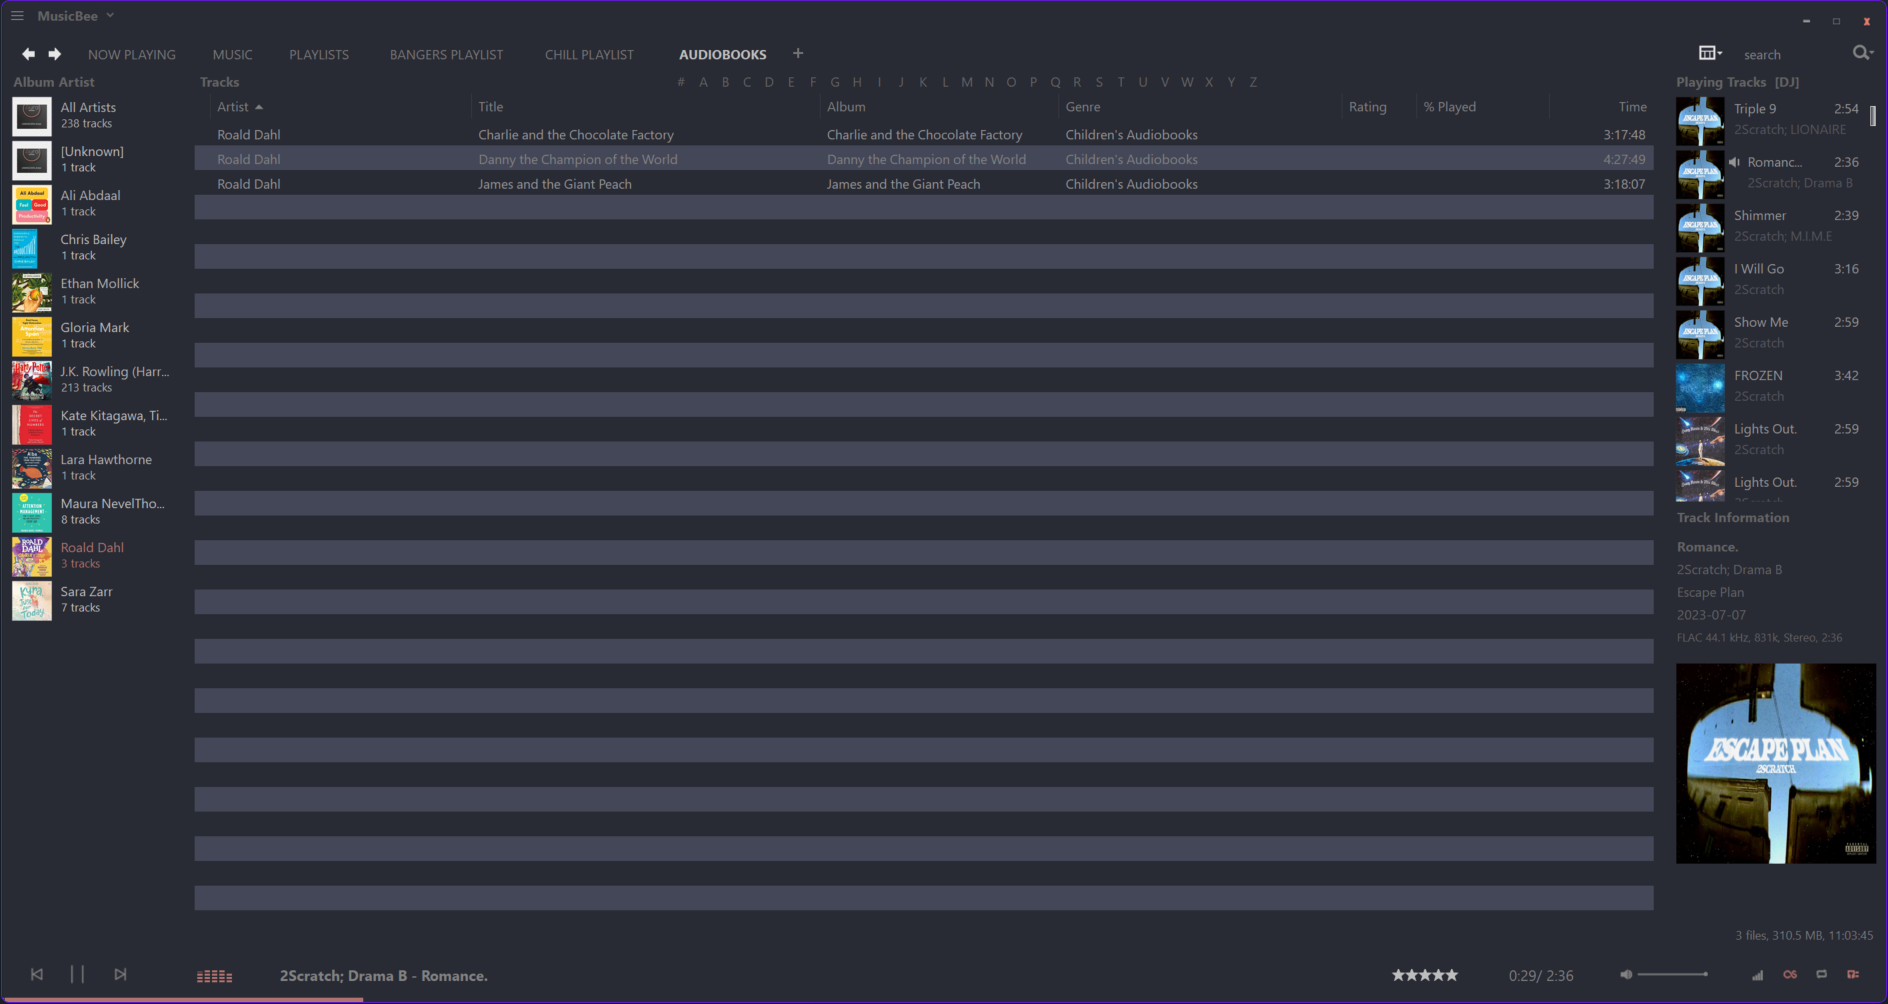 MusicBee
NOW PLAYING
MUSIC
PLAYLISTS
BANGERS PLAYLIST
CHILL PLAYLIST
AUDIOBOOKS
+
search
Album Artist
All Artists
238 tracks
[Unknown]
1 track
Ali Abdaal
1 track
Chris Bailey
1 track
Ethan Mollick
1 track
Gloria Mark
1 track
J.K. Rowling (Harr...
213 tracks
Kate Kitagawa, Ti...
1 track
Lara Hawthorne
1 track
Maura NevelTho...
8 tracks
Roald Dahl
3 tracks
Sara Zarr
7 tracks
Tracks
# A B C D E F G H I J K L M N O P Q R S T U V W X Y Z
Artist Title Album Genre Rating % Played Time
Roald Dahl Charlie and the Chocolate Factory Charlie and the Chocolate Factory Children's Audiobooks 3:17:48
Roald Dahl Danny the Champion of the World Danny the Champion of the World Children's Audiobooks 4:27:49
Roald Dahl James and the Giant Peach James and the Giant Peach Children's Audiobooks 3:18:07
Playing Tracks [DJ]
Triple 9 2:54
2Scratch; LIONAIRE
Romanc... 2:36
2Scratch; Drama B
Shimmer 2:39
2Scratch; M.I.M.E
I Will Go 3:16
2Scratch
Show Me 2:59
2Scratch
FROZEN 3:42
2Scratch
Lights Out. 2:59
2Scratch
Lights Out. 2:59
Track Information
Romance.
2Scratch; Drama B
Escape Plan
2023-07-07
FLAC 44.1 kHz, 831k, Stereo, 2:36
ESCAPE PLAN
2SCRATCH
3 files, 310.5 MB, 11:03:45
2Scratch; Drama B - Romance.
0:29/ 2:36